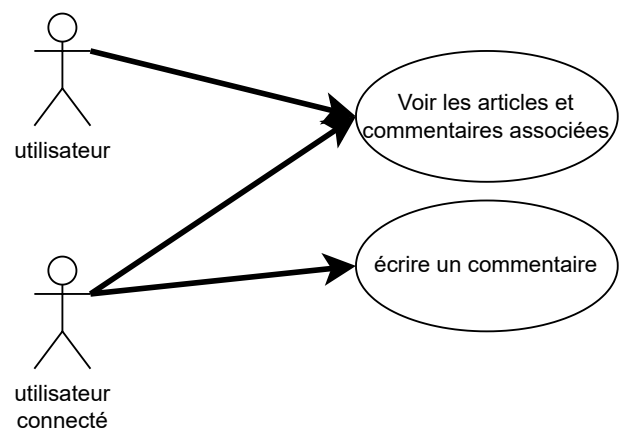 utilisateur
Voir les articles et
commentaires associées
écrire un commentaire
utilisateur
connecté